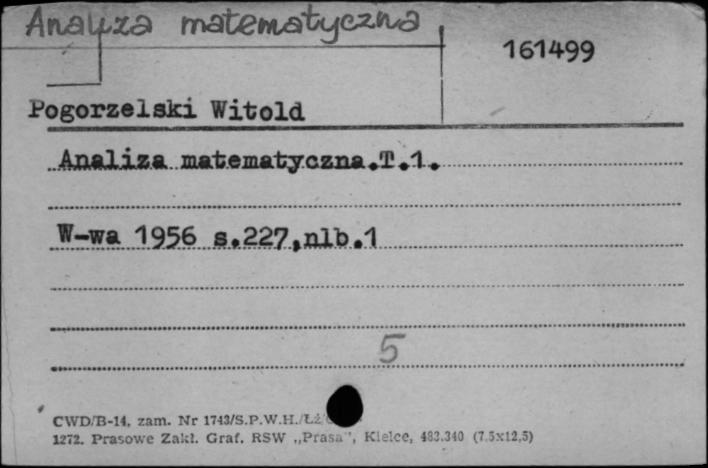 Analiza matematyczna
161499
Pogorzelski Witold
Analiza matematyczna.T.1.
W-wa 1956 s.227,nlb.1
5
CWD/B-14, zam. Nr 1743/S.P.W.H./Łż
1272. Prasowe Zakł. Graf. RSW „Prasa”, Kielce, 483.340 (7.5x12,5)